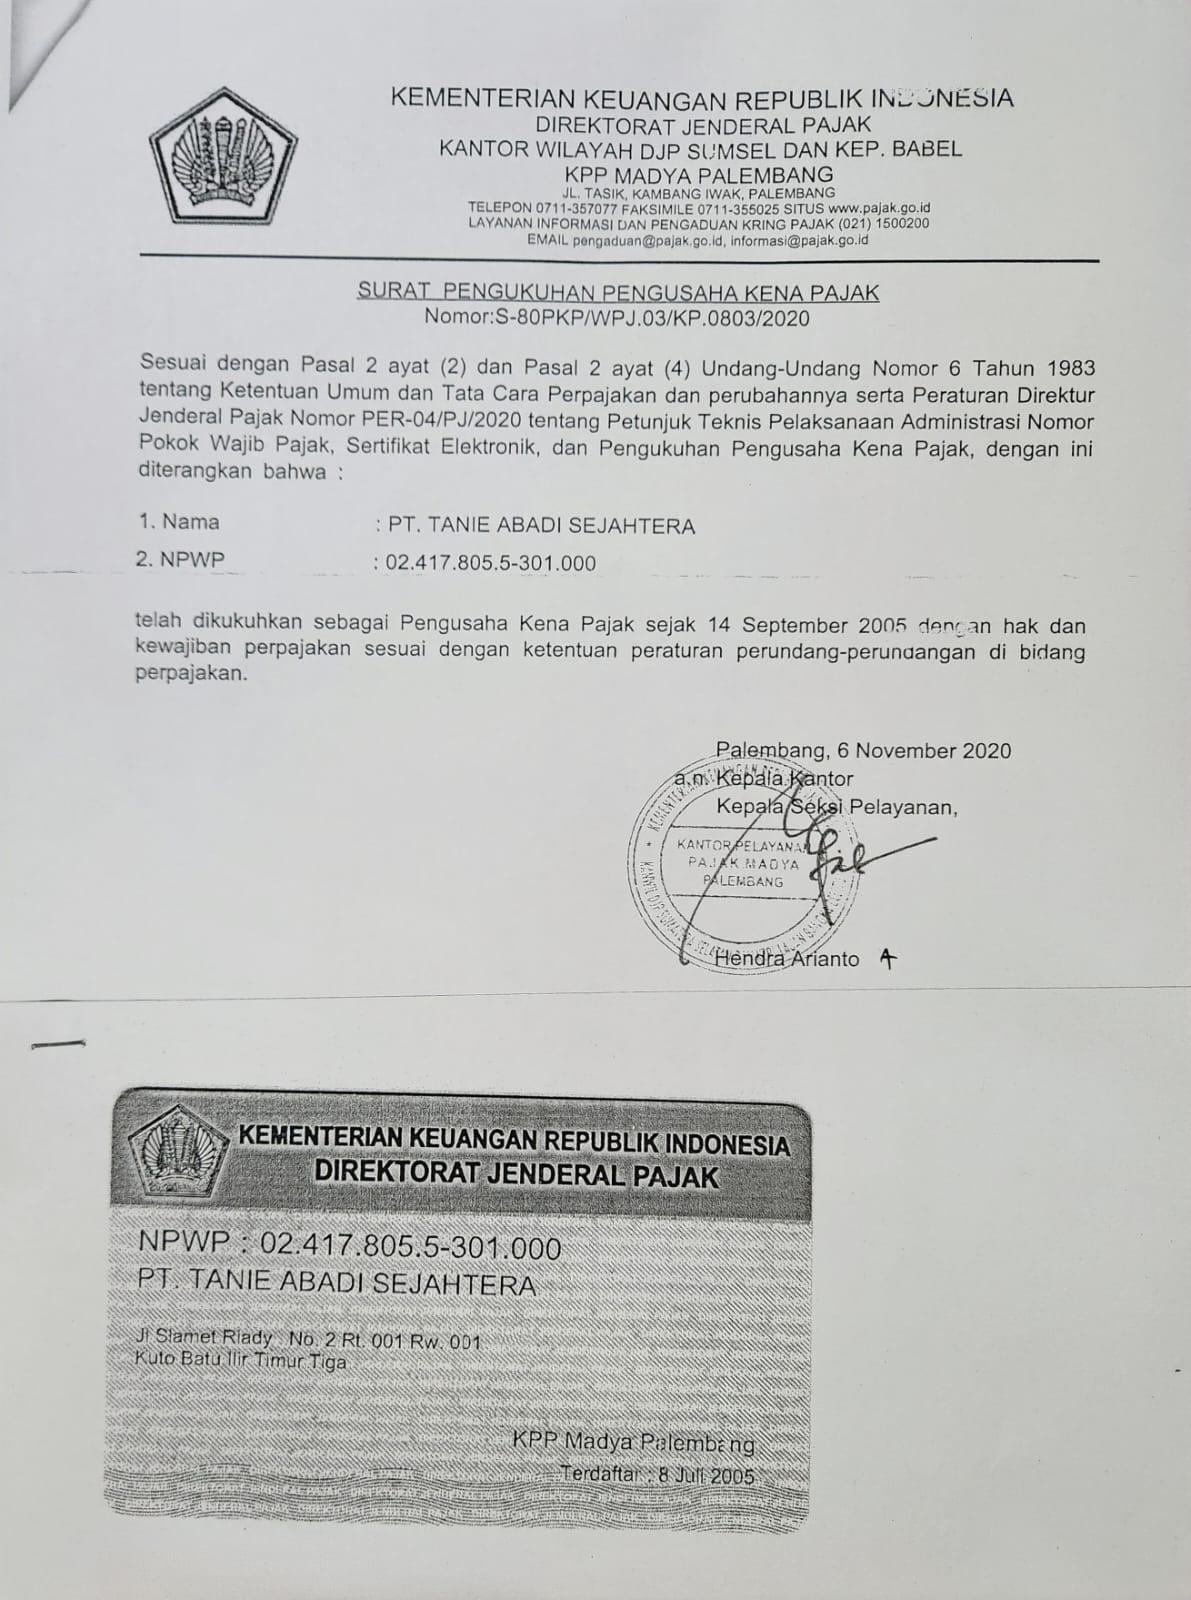 KEMENTERIAN KEUANGAN REPUBLIK INDONESIA
DIREKTORAT JENDERAL PAJAK
KANTOR WILAYAH DJP SUMSEL DAN KEP. BABEL
KPP MADYA PALEMBANG
JL. TASIK, KAMBANG IWAK, PALEMBANG
TELEPON 0711-357077 FAKSIMILE 0711-355025 SITUS www.pajak.go.id
LAYANAN INFORMASI DAN PENGADUAN KRING PAJAK (021) 1500200
EMAIL pengaduan@pajak.go.id, informasi@pajak.go.id
SURAT PENGUKUHAN PENGUSAHA KENA PAJAK
Nomor:S-80PKP/WPJ.03/KP.0803/2020
Sesuai dengan Pasal 2 ayat (2) dan Pasal 2 ayat (4) Undang-Undang Nomor 6 Tahun 1983
tentang Ketentuan Umum dan Tata Cara Perpajakan dan perubahannya serta Peraturan Direktur
Jenderal Pajak Nomor PER-04/PJ/2020 tentang Petunjuk Teknis Pelaksanaan Administrasi Nomor
Pokok Wajib Pajak, Sertifikat Elektronik, dan Pengukuhan Pengusaha Kena Pajak, dengan ini
diterangkan bahwa :
1. Nama : PT. TANIE ABADI SEJAHTERA
2. NPWP : 02.417.805.5-301.000
telah dikukuhkan sebagai Pengusaha Kena Pajak sejak 14 September 2005 dengan hak dan
kewajiban perpajakan sesuai dengan ketentuan peraturan perundang-perundangan di bidang
perpajakan.
Palembang, 6 November 2020
a.n. Kepala Kantor
Kepala Seksi Pelayanan,
KANTOR PELAYANAN
PAJAK MADYA
PALEMBANG
Hendra Arianto
KEMENTERIAN KEUANGAN REPUBLIK INDONESIA
DIREKTORAT JENDERAL PAJAK
NPWP : 02.417.805.5-301.000
PT. TANIE ABADI SEJAHTERA
Jl Slamet Riady No. 2 Rt. 001 Rw. 001
Kuto Batu Ilir Timur Tiga
KPP Madya Palembang
Terdaftar : 8 Juli 2005